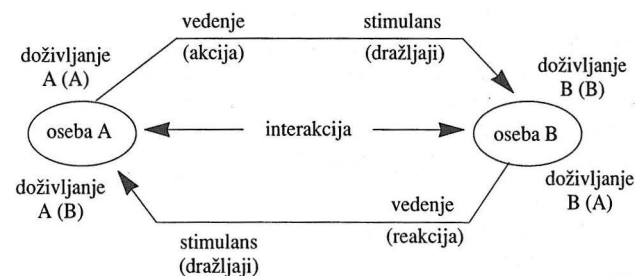 vedenje
(akcija)
stimulans
(dražljaji)
doživljanje
A (A)
doživljanje
B (B)
oseba A
interakcija
oseba B
doživljanje
A (B)
doživljanje
B (A)
vedenje
(reakcija)
stimulans
(dražljaji)